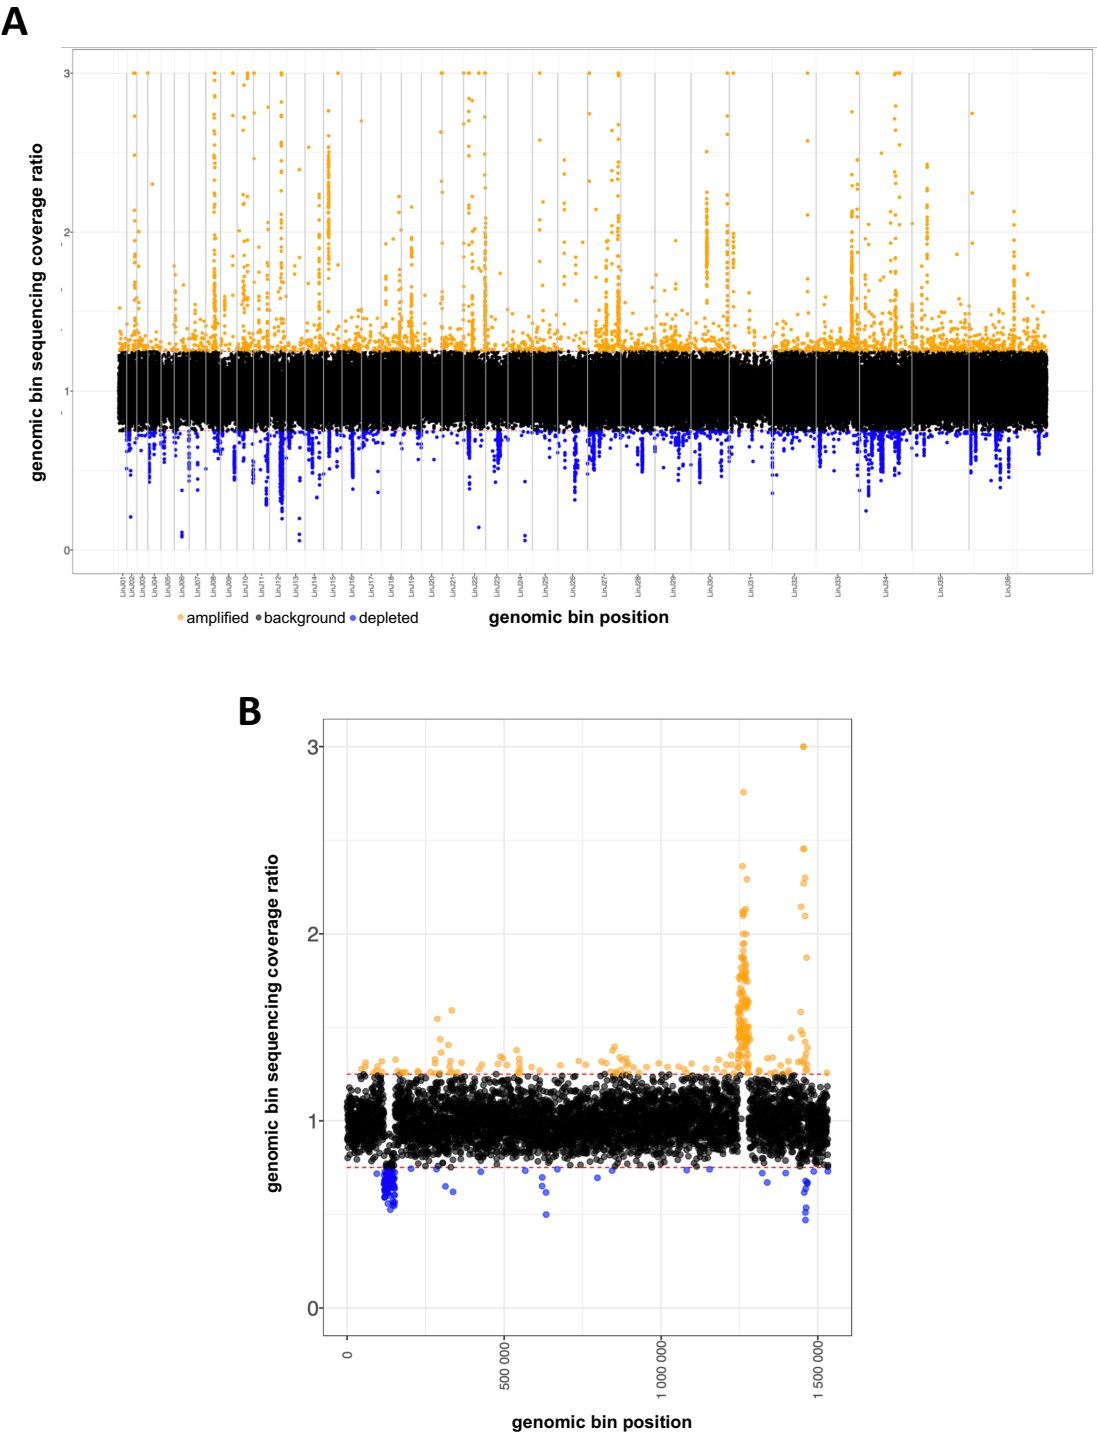 A
genomic bin sequencing coverage ratio
3
2
1
0
LinJ01 LinJ02 LinJ03 LinJ04 LinJ05 LinJ06 LinJ07 LinJ08 LinJ09 LinJ10 LinJ11 LinJ12 LinJ13 LinJ14 LinJ15 LinJ16 LinJ17 LinJ18 LinJ19 LinJ20 LinJ21 LinJ22 LinJ23 LinJ24 LinJ25 LinJ26 LinJ27 LinJ28 LinJ29 LinJ30 LinJ31 LinJ32 LinJ33 LinJ34 LinJ35 LinJ36
amplified background depleted
genomic bin position
B
genomic bin sequencing coverage ratio
3
2
1
0
0 500 000 1 000 000 1 500 000
genomic bin position